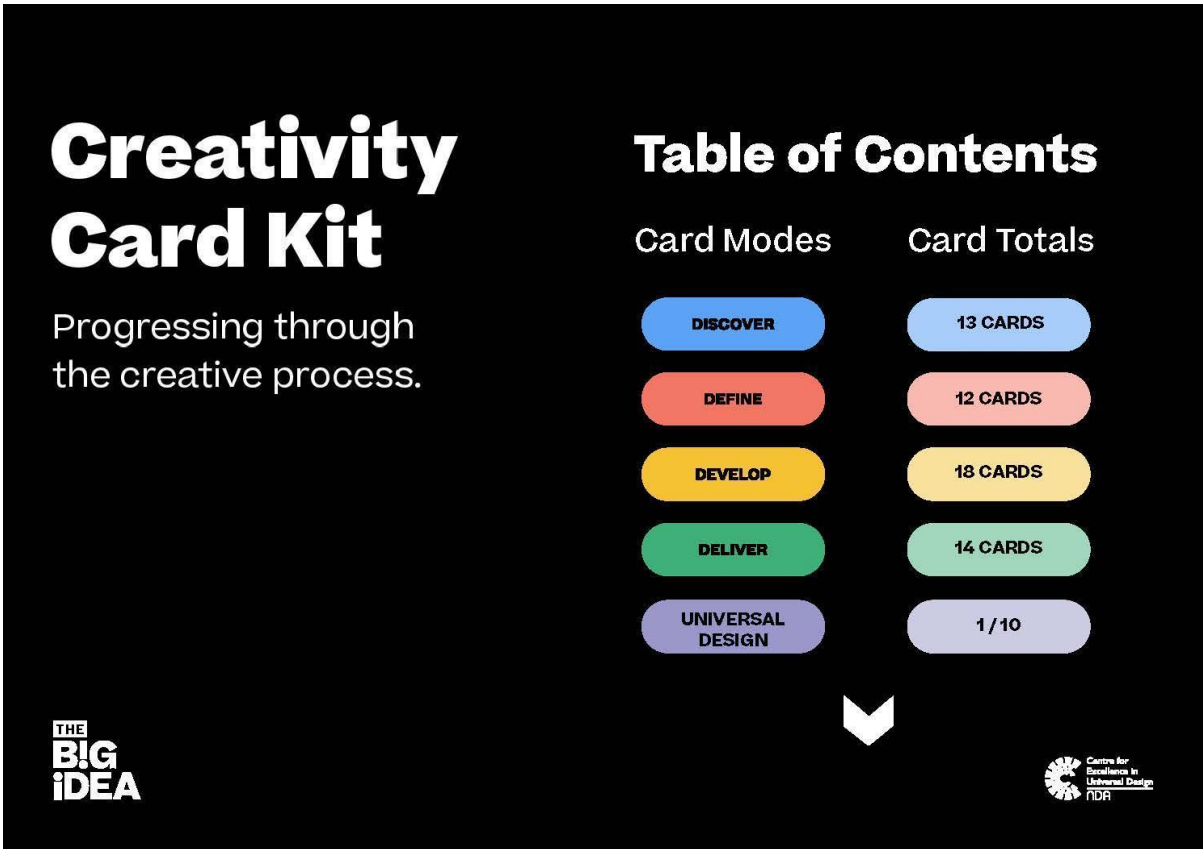 Creativity
Card Kit
Progressing through
the creative process.
Table of Contents
Card Modes
Card Totals
DISCOVER
13 CARDS
DEFINE
12 CARDS
DEVELOP
18 CARDS
DELIVER
14 CARDS
UNIVERSAL
DESIGN
1/10
THE
B!G
iDEA
Centre for
Excellence in
Universal Design
NDA